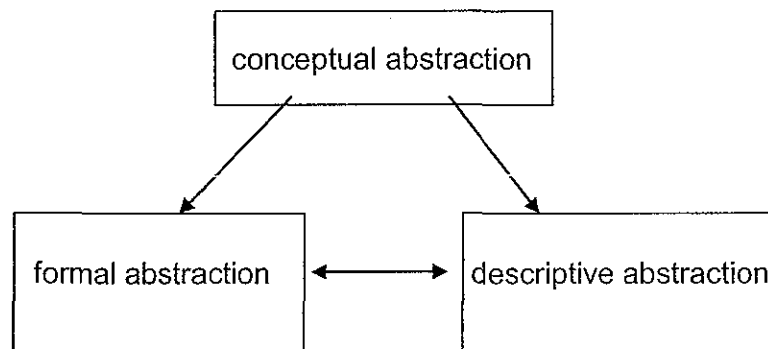 conceptual abstraction
formal abstraction
descriptive abstraction